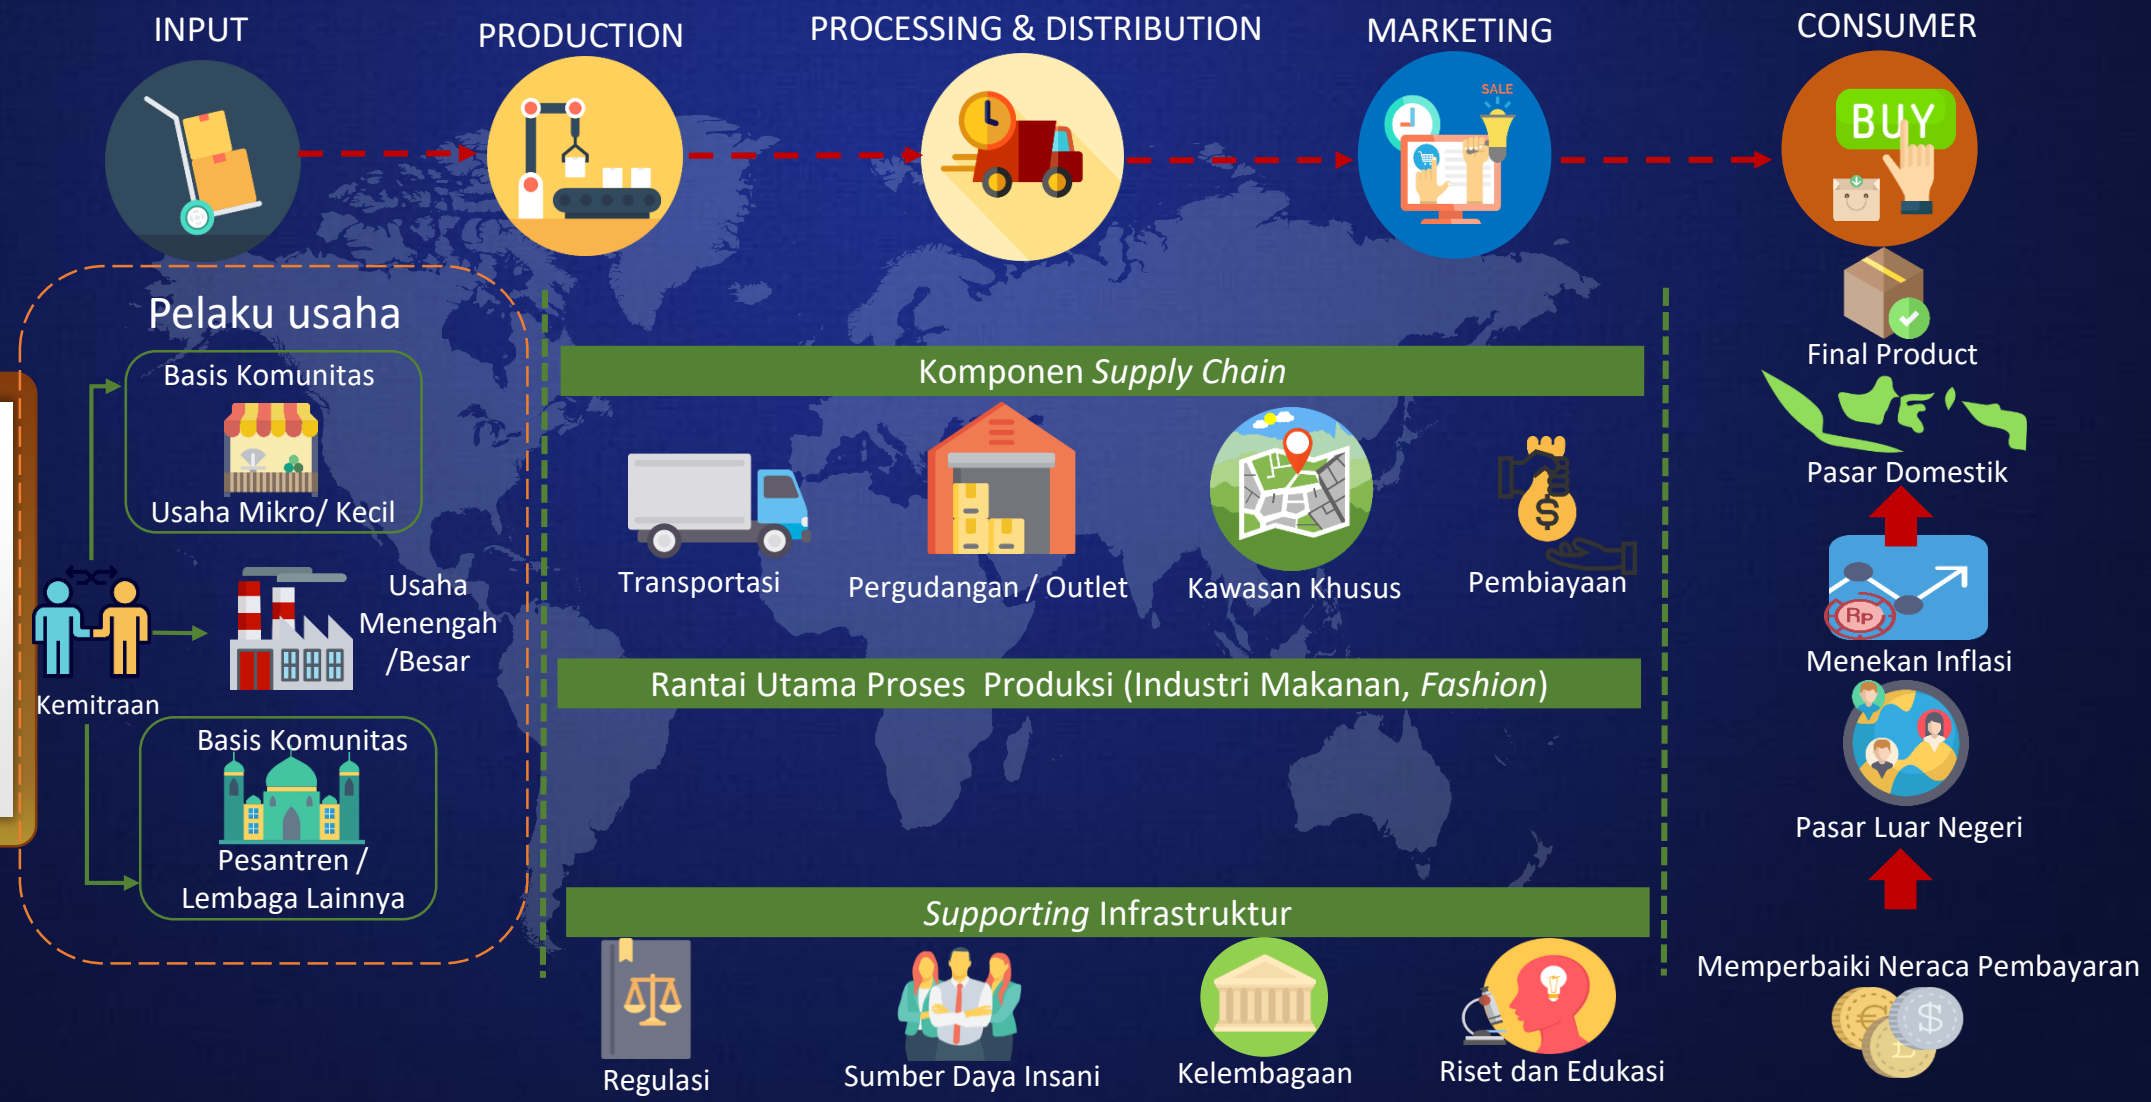 INPUT
PRODUCTION
PROCESSING & DISTRIBUTION
MARKETING
CONSUMER
SALE
BUY
Pelaku usaha
Basis Komunitas
Usaha Mikro/ Kecil
Usaha
Menengah
/Besar
Kemitraan
Basis Komunitas
Pesantren /
Lembaga Lainnya
Komponen Supply Chain
Transportasi
Pergudangan / Outlet
Kawasan Khusus
$
Pembiayaan
Rantai Utama Proses  Produksi (Industri Makanan, Fashion)
Supporting Infrastruktur
Regulasi
Sumber Daya Insani
Kelembagaan
Riset dan Edukasi
Final Product
Pasar Domestik
Rp
Menekan Inflasi
Pasar Luar Negeri
Memperbaiki Neraca Pembayaran
€ $
£